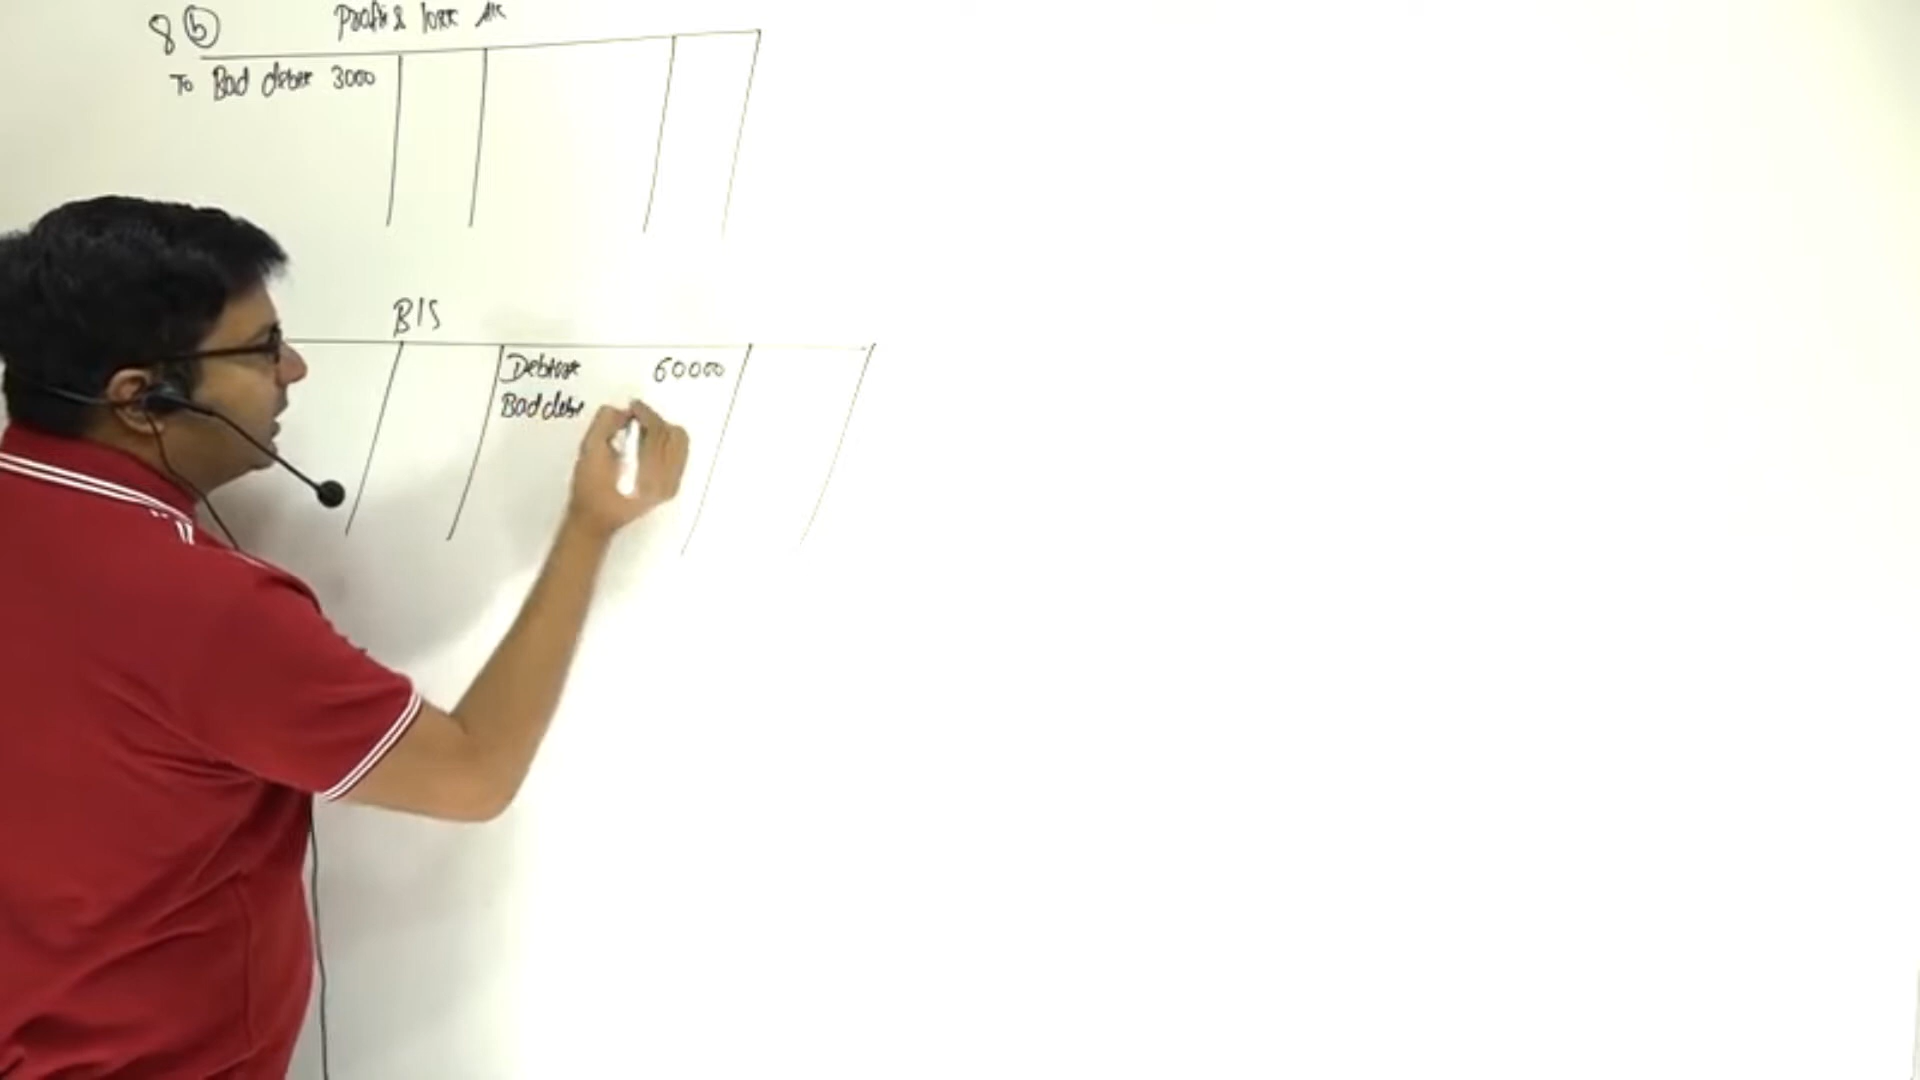 8 (b) Profit & loss A/c
To Bad debts 3000
B/S
Debtors 60000
Bad debts